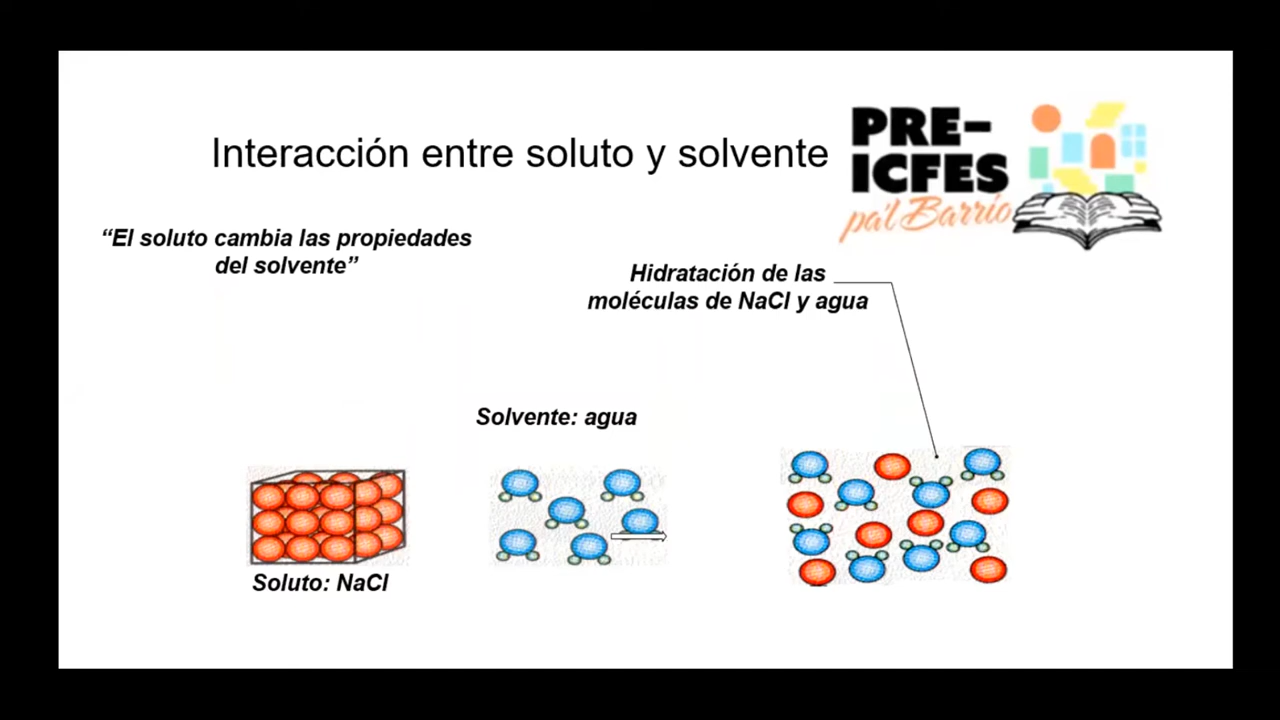 Interacción entre soluto y solvente
PRE-
ICFES
pa'l Barrio
“El soluto cambia las propiedades
del solvente”
Hidratación de las
moléculas de NaCl y agua
Solvente: agua
Soluto: NaCl